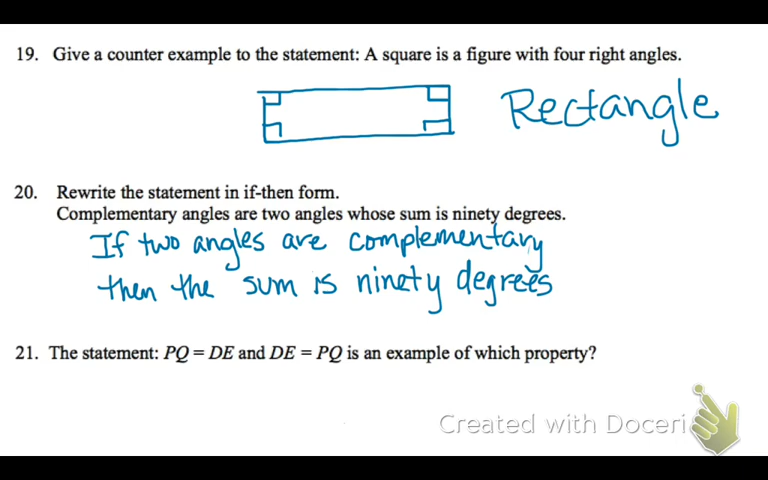 19. Give a counter example to the statement: A square is a figure with four right angles.
Rectangle
20. Rewrite the statement in if-then form.
Complementary angles are two angles whose sum is ninety degrees.
If two angles are complementary
then the sum is ninety degrees
21. The statement: PQ = DE and DE = PQ is an example of which property?
Created with Doceri